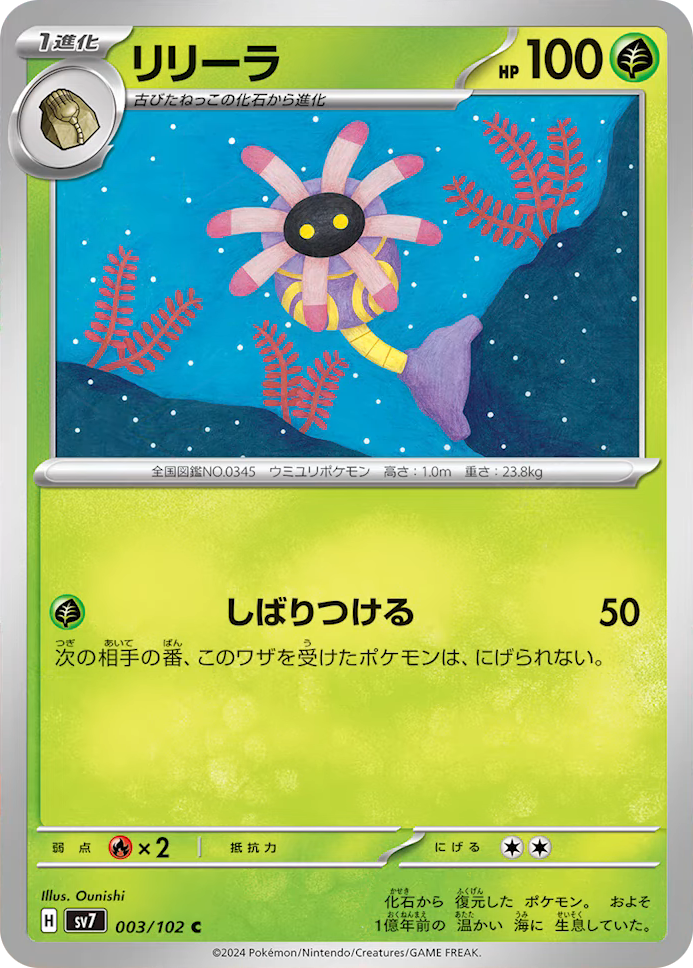 1進化 リリーラ HP 100
古びたねっこの化石から進化
全国図鑑NO.0345 ウミユリポケモン 高さ：1.0m 重さ：23.8kg
しばりつける 50
次の相手の番、このワザを受けたポケモンは、にげられない。
弱点 ×2 抵抗力 にげる
Illus. Ounishi
化石から 復元した ポケモン。 およそ
1億年前の 温かい 海に 生息していた。
H sv7 003/102 C
©2024 Pokémon/Nintendo/Creatures/GAME FREAK.